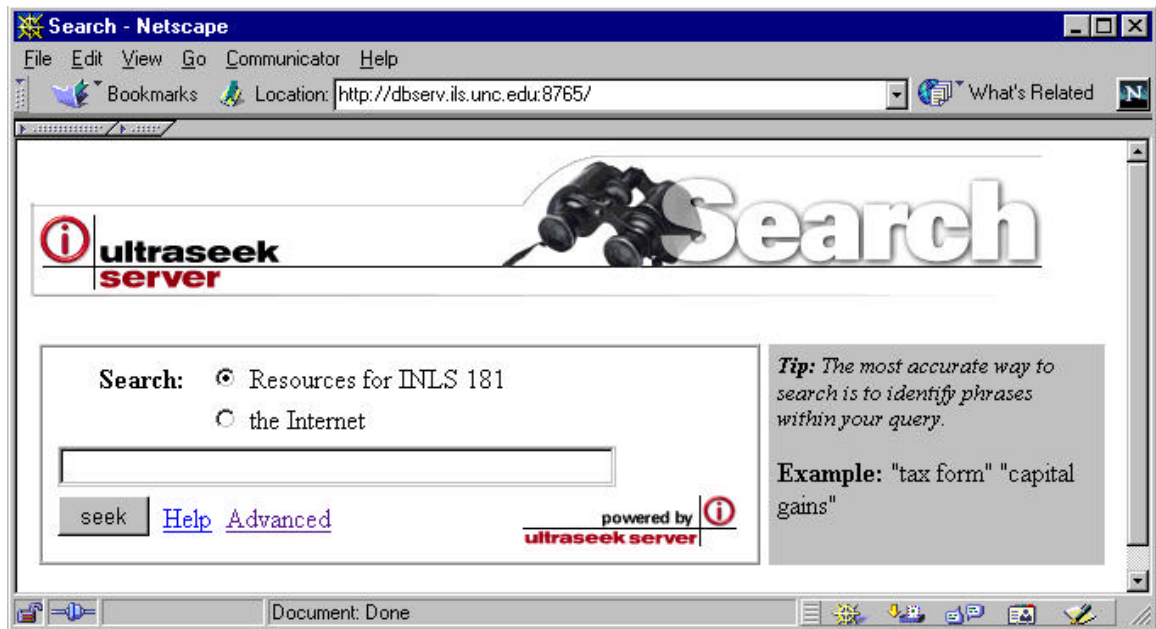 Search - Netscape
File Edit View Go Communicator Help
Bookmarks Location: http://dbserv.ils.unc.edu:8765/ What's Related N
Search
i ultraseek
server
Search: Resources for INLS 181
the Internet
seek Help Advanced
powered by i
ultraseek server
Tip: The most accurate way to
search is to identify phrases
within your query.
Example: "tax form" "capital
gains"
Document: Done